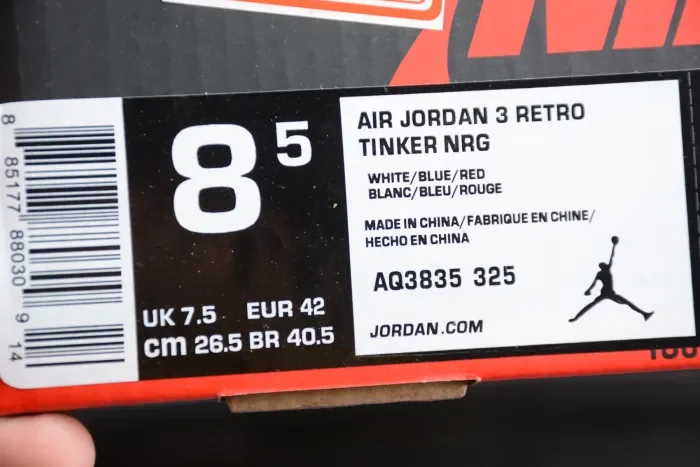 8 85177 88030 9 14
8 5
UK 7.5 EUR 42
cm 26.5 BR 40.5
AIR JORDAN 3 RETRO
TINKER NRG
WHITE/BLUE/RED
BLANC/BLEU/ROUGE
MADE IN CHINA/FABRIQUE EN CHINE/
HECHO EN CHINA
AQ3835 325
JORDAN.COM